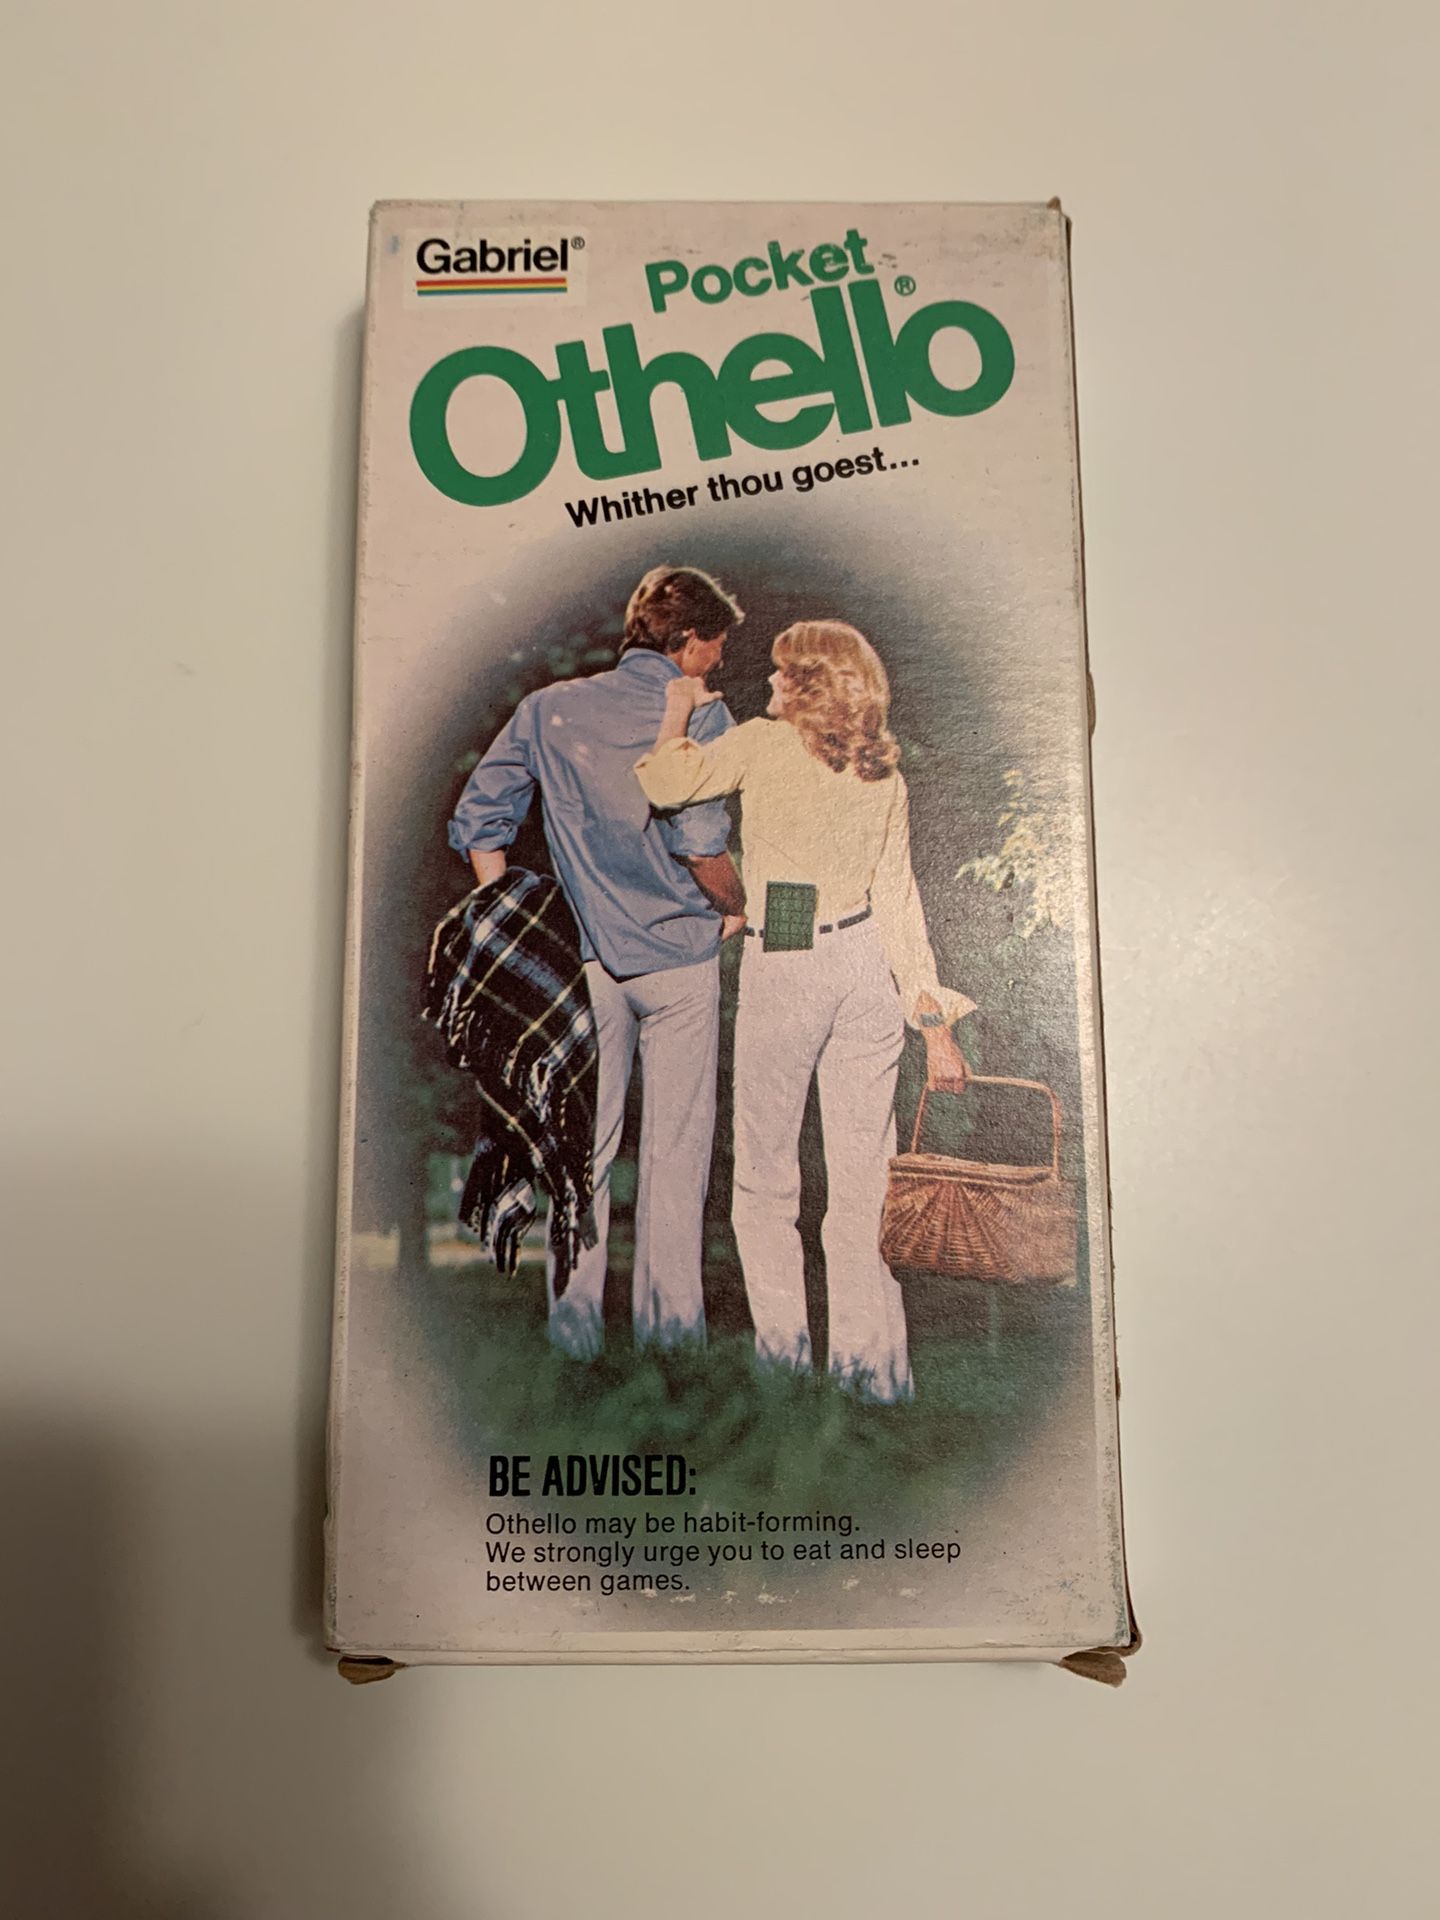 Gabriel®
Pocket
Othello®
Whither thou goest...
BE ADVISED:
Othello may be habit-forming.
We strongly urge you to eat and sleep
between games.